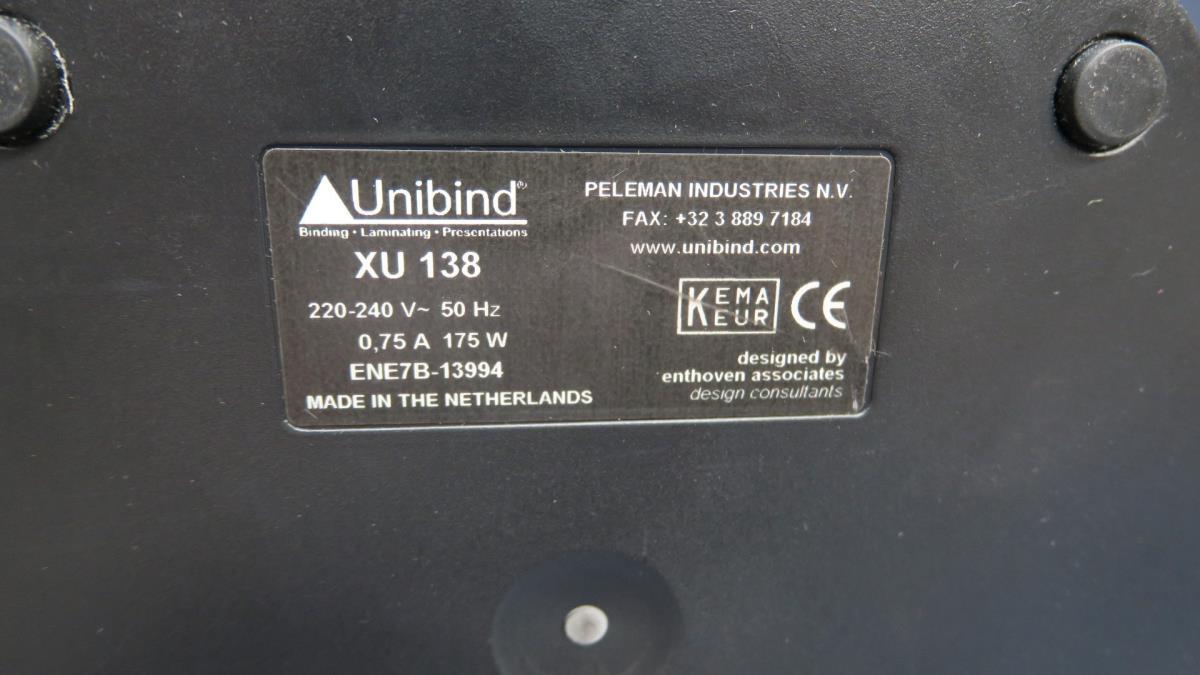 Unibind®
Binding • Laminating • Presentations
XU 138
220-240 V~ 50 Hz
0,75 A 175 W
ENE7B-13994
MADE IN THE NETHERLANDS
PELEMAN INDUSTRIES N.V.
FAX: +32 3 889 7184
www.unibind.com
KEMA
KEUR
CE
designed by
enthoven associates
design consultants